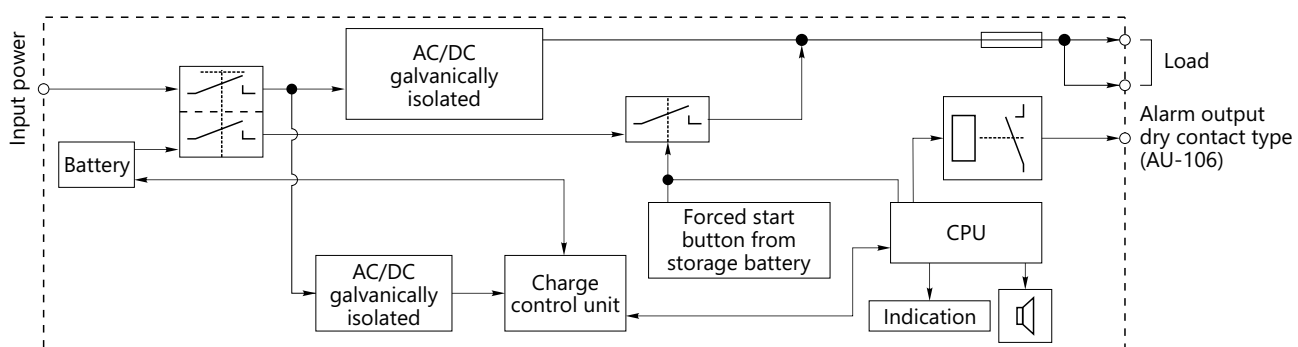 Input power
AC/DC
galvanically
isolated
Load
Alarm output
dry contact type
(AU-106)
Battery
Forced start
button from
storage battery
CPU
AC/DC
galvanically
isolated
Charge
control unit
Indication